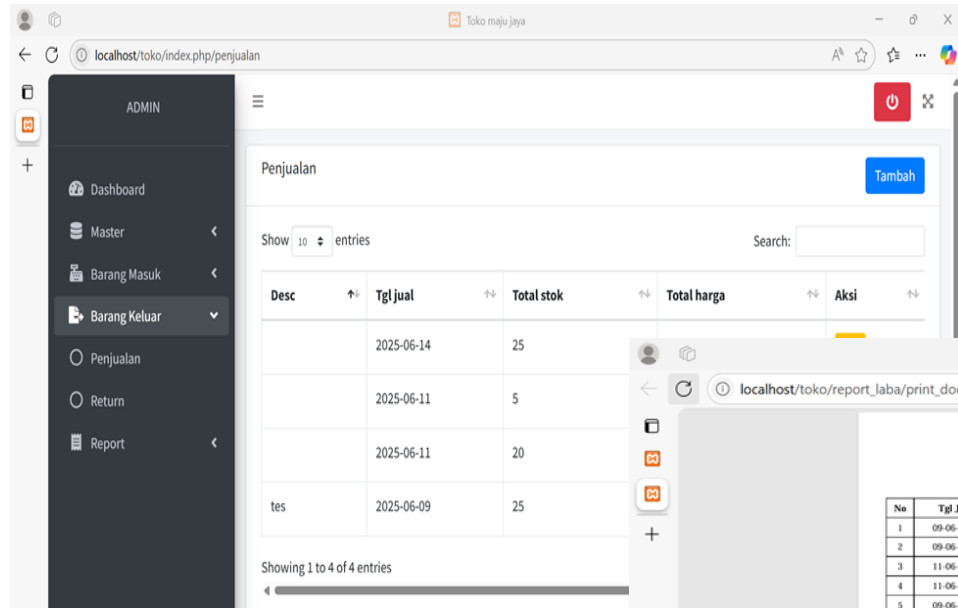 Toko maju jaya
localhost/toko/index.php/penjualan
ADMIN
Dashboard
Master
Barang Masuk
Barang Keluar
Penjualan
Return
Report
Penjualan
Tambah
Show 10 entries
Search:
Desc Tgl jual Total stok Total harga Aksi
2025-06-14 25
2025-06-11 5
2025-06-11 20
tes 2025-06-09 25
Showing 1 to 4 of 4 entries
localhost/toko/report_laba/print_do
No Tgl J
1 09-06-
2 09-06-
3 11-06-
4 11-06-
5 09-06-